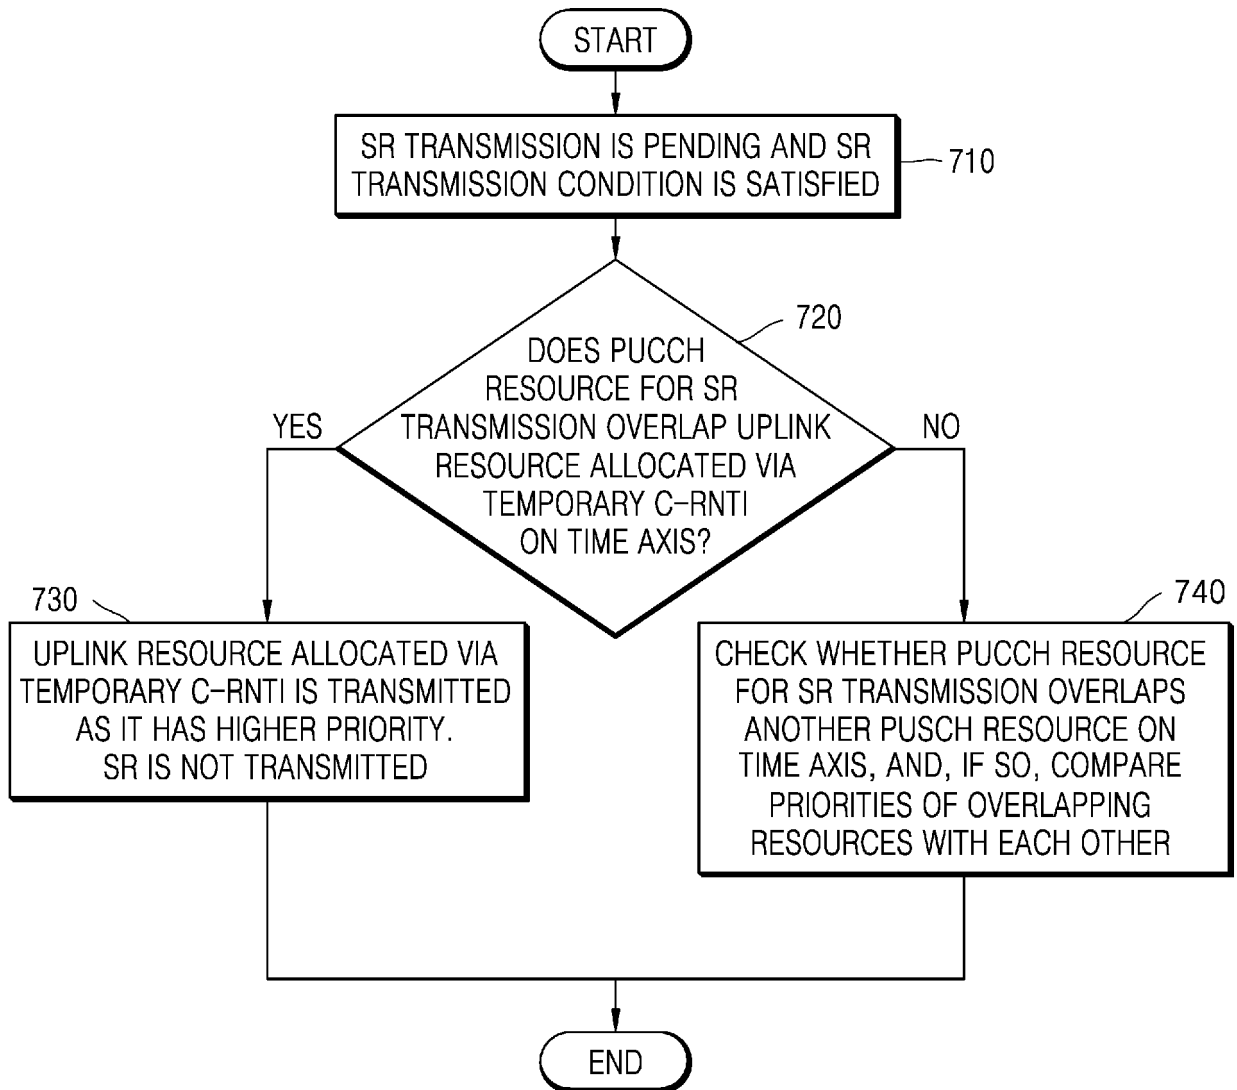 START
SR TRANSMISSION IS PENDING AND SR
TRANSMISSION CONDITION IS SATISFIED
710
720
DOES PUCCH
RESOURCE FOR SR
TRANSMISSION OVERLAP UPLINK
RESOURCE ALLOCATED VIA
TEMPORARY C-RNTI
ON TIME AXIS?
YES
NO
730
UPLINK RESOURCE ALLOCATED VIA
TEMPORARY C-RNTI IS TRANSMITTED
AS IT HAS HIGHER PRIORITY.
SR IS NOT TRANSMITTED
740
CHECK WHETHER PUCCH RESOURCE
FOR SR TRANSMISSION OVERLAPS
ANOTHER PUSCH RESOURCE ON
TIME AXIS, AND, IF SO, COMPARE
PRIORITIES OF OVERLAPPING
RESOURCES WITH EACH OTHER
END